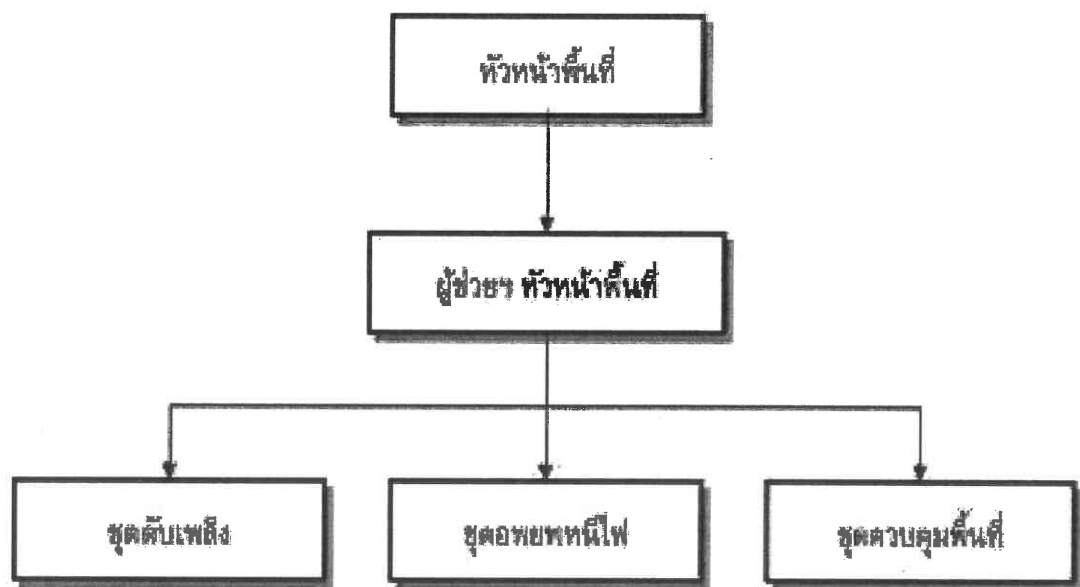 หัวหน้าพื้นที่
ผู้ช่วยฯ หัวหน้าพื้นที่
ชุดดับเพลิง
ชุดอพยพหนีไฟ
ชุดควบคุมพื้นที่